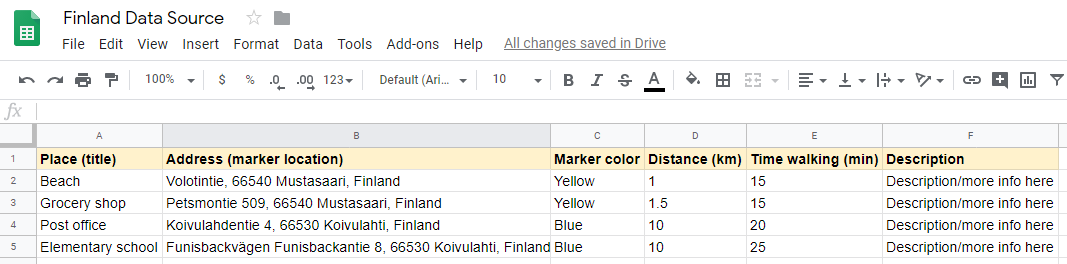 Finland Data Source
File Edit View Insert Format Data Tools Add-ons Help All changes saved in Drive
100% $ % .0 .00 123 Default (Ari... 10 B I S A
fx
A B C D E F
1 Place (title) Address (marker location) Marker color Distance (km) Time walking (min) Description
2 Beach Volotintie, 66540 Mustasaari, Finland Yellow 1 15 Description/more info here
3 Grocery shop Petsmontie 509, 66540 Mustasaari, Finland Yellow 1.5 15 Description/more info here
4 Post office Koivulahdentie 4, 66530 Koivulahti, Finland Blue 10 20 Description/more info here
5 Elementary school Funisbackvägen Funisbackantie 8, 66530 Koivulahti, Finland Blue 10 25 Description/more info here